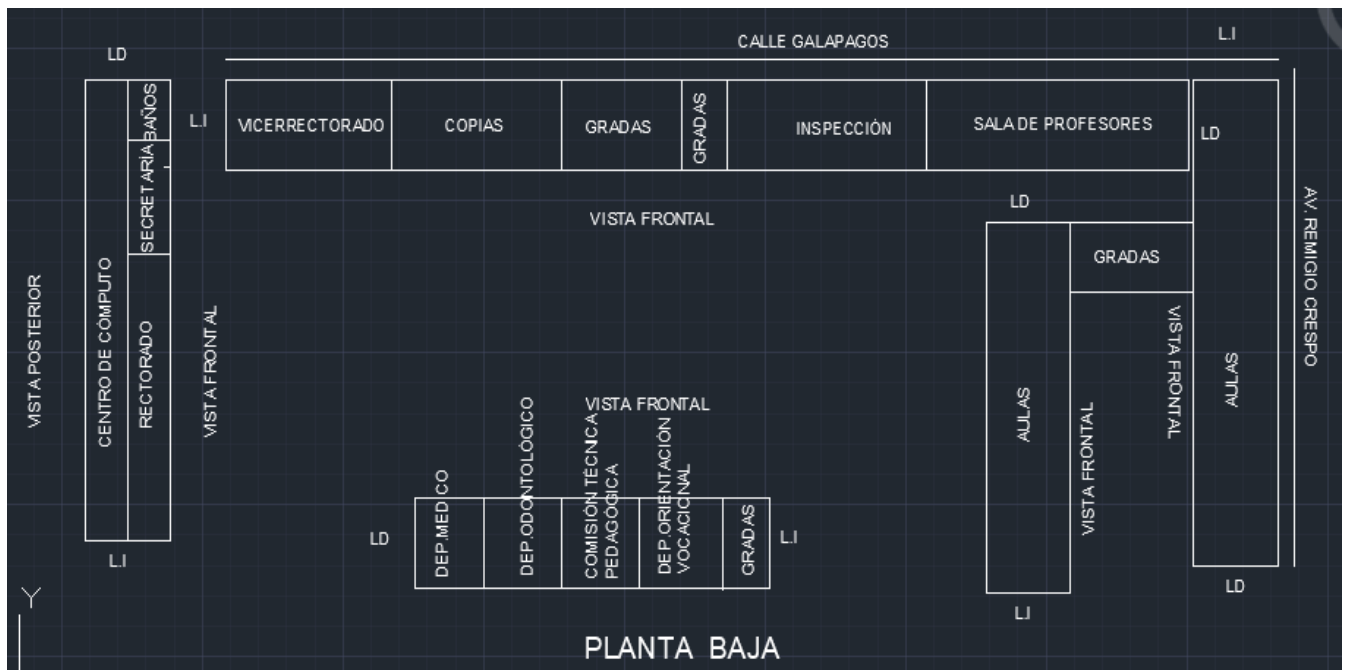 CALLE GALAPAGOS
L.I
LD
BAÑOS
L.I
VICERRECTORADO
COPIAS
GRADAS
GRADAS
INSPECCIÓN
SALA DE PROFESORES
LD
SECRETARÍA
VISTA FRONTAL
LD
GRADAS
AV. REMIGIO CRESPO
VISTA POSTERIOR
CENTRO DE CÓMPUTO
RECTORADO
VISTA FRONTAL
VISTA FRONTAL
AULAS
VISTA FRONTAL
AULAS
VISTA FRONTAL
LD
DEP.MEDICO
DEP.ODONTOLÓGICO
COMISIÓN TÉCNICA
PEDAGÓGICA
DEP.ORIENTACIÓN
VOCACIONAL
GRADAS
L.I
L.I
LD
L.I
Y
PLANTA BAJA